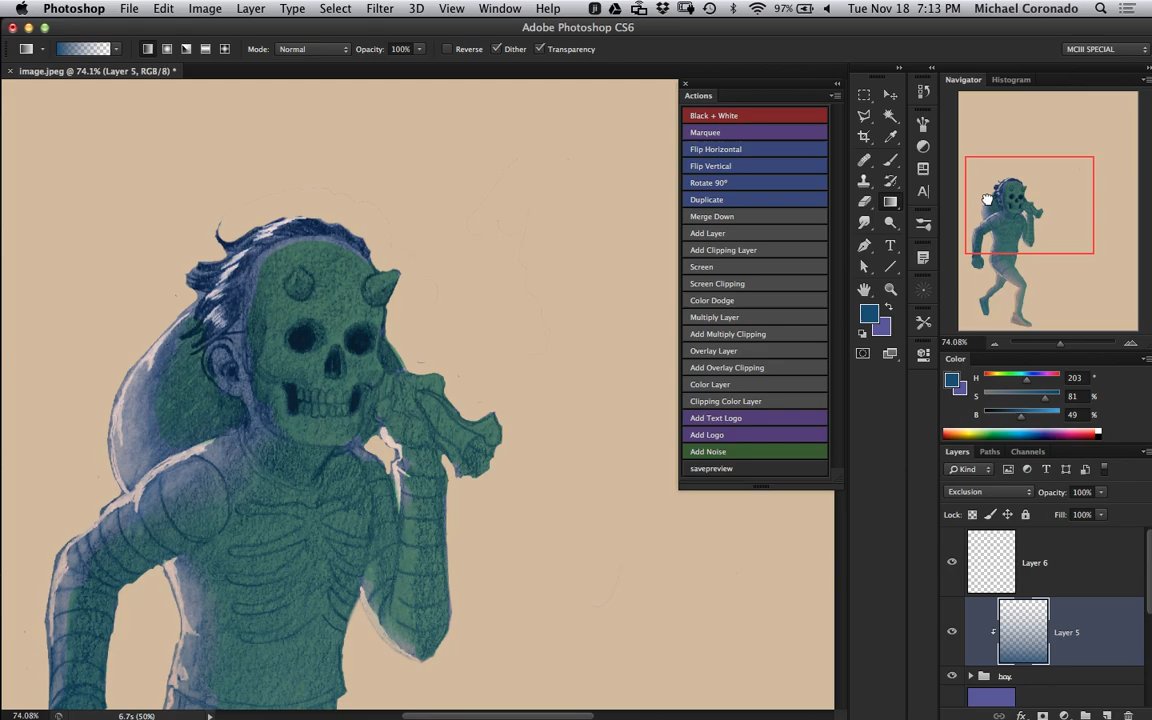 Photoshop File Edit Image Layer Type Select Filter 3D View Window Help 97% Tue Nov 18 7:13 PM Michael Coronado
Adobe Photoshop CS6
Mode: Normal Opacity: 100% Reverse Dither Transparency MCIII SPECIAL
image.jpeg @ 74.1% (Layer 5, RGB/8) *
Actions
Black + White
Marquee
Flip Horizontal
Flip Vertical
Rotate 90º
Duplicate
Merge Down
Add Layer
Add Clipping Layer
Screen
Screen Clipping
Color Dodge
Multiply Layer
Add Multiply Clipping
Overlay Layer
Add Overlay Clipping
Color Layer
Clipping Color Layer
Add Text Logo
Add Logo
Add Noise
savepreview
Navigator Histogram
74.08%
Color
H 203 °
S 81 %
B 49 %
Layers Paths Channels
Kind
Exclusion Opacity: 100%
Lock: Fill: 100%
Layer 6
Layer 5
boy
74.08% 6.7s (50%)